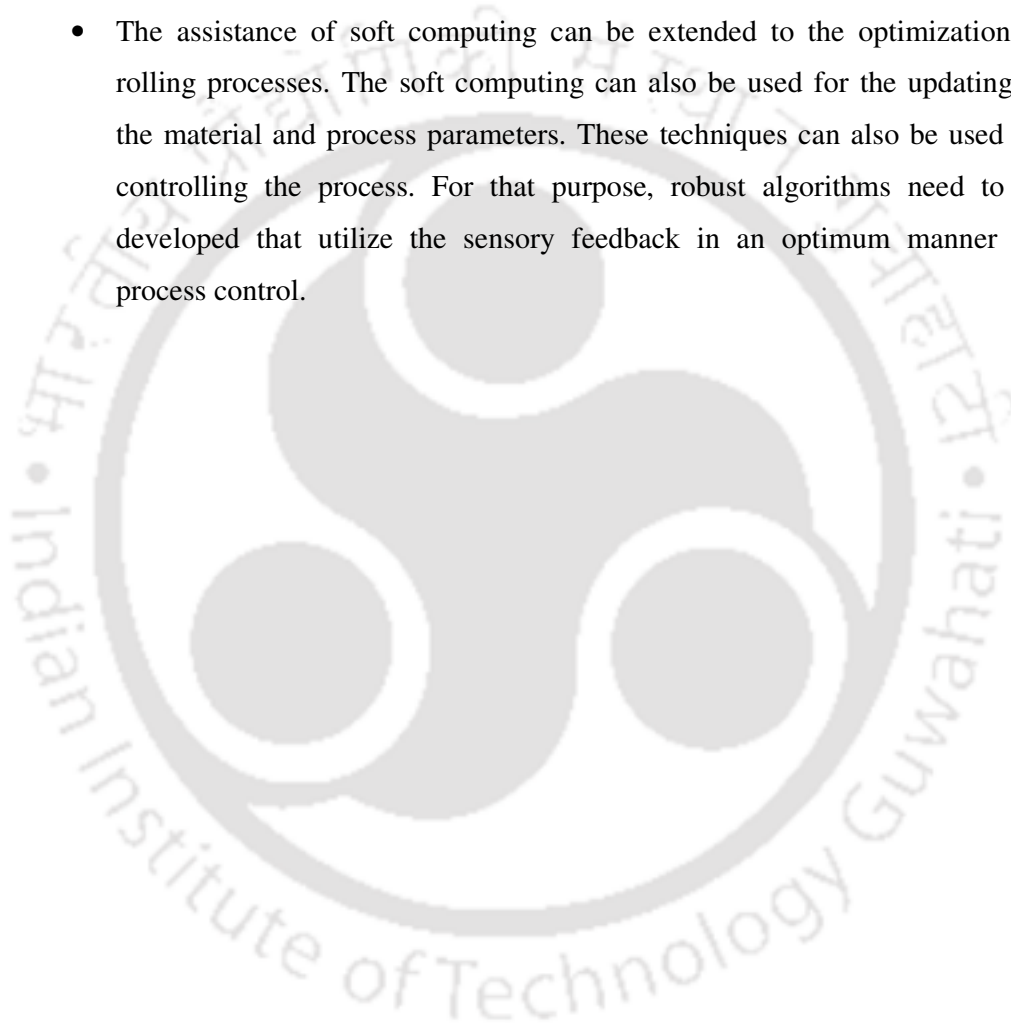 • The assistance of soft computing can be extended to the optimization
rolling processes. The soft computing can also be used for the updating
the material and process parameters. These techniques can also be used
controlling the process. For that purpose, robust algorithms need to
developed that utilize the sensory feedback in an optimum manner
process control.
• Indian Institute of Technology Guwahati •